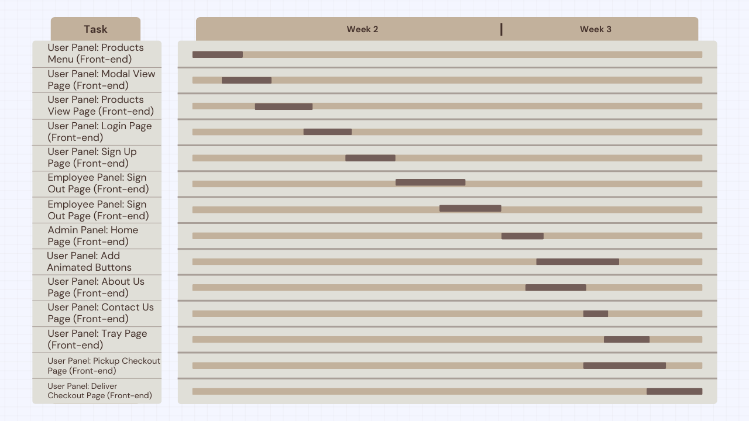 Task
Week 2
Week 3
User Panel: Products
Menu (Front-end)
User Panel: Modal View
Page (Front-end)
User Panel: Products
View Page (Front-end)
User Panel: Login Page
(Front-end)
User Panel: Sign Up
Page (Front-end)
Employee Panel: Sign
Out Page (Front-end)
Employee Panel: Sign
Out Page (Front-end)
Admin Panel: Home
Page (Front-end)
User Panel: Add
Animated Buttons
User Panel: About Us
Page (Front-end)
User Panel: Contact Us
Page (Front-end)
User Panel: Tray Page
(Front-end)
User Panel: Pickup Checkout
Page (Front-end)
User Panel: Deliver
Checkout Page (Front-end)